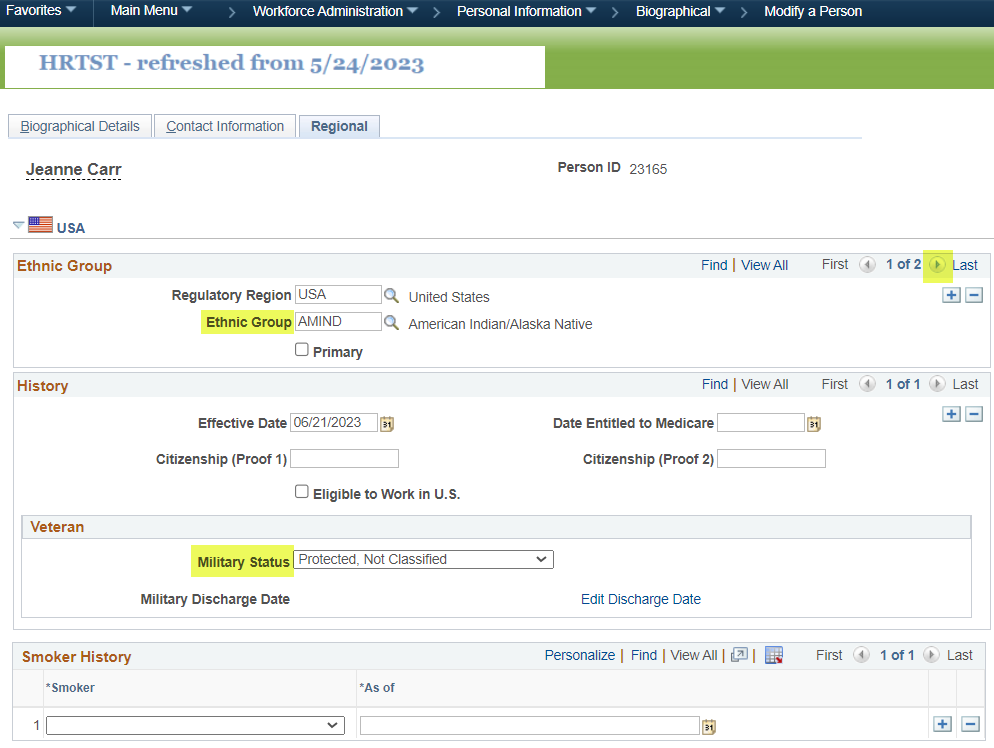 Favorites Main Menu > Workforce Administration > Personal Information > Biographical > Modify a Person
HRTST - refreshed from 5/24/2023
Biographical Details Contact Information Regional
Jeanne Carr Person ID 23165
USA
Ethnic Group Find | View All First 1 of 2 Last
Regulatory Region USA United States
Ethnic Group AMIND American Indian/Alaska Native
Primary
History Find | View All First 1 of 1 Last
Effective Date 06/21/2023 31 Date Entitled to Medicare 31
Citizenship (Proof 1) Citizenship (Proof 2)
Eligible to Work in U.S.
Veteran
Military Status Protected, Not Classified
Military Discharge Date Edit Discharge Date
Smoker History Personalize | Find | View All | | First 1 of 1 Last
*Smoker *As of
1 31